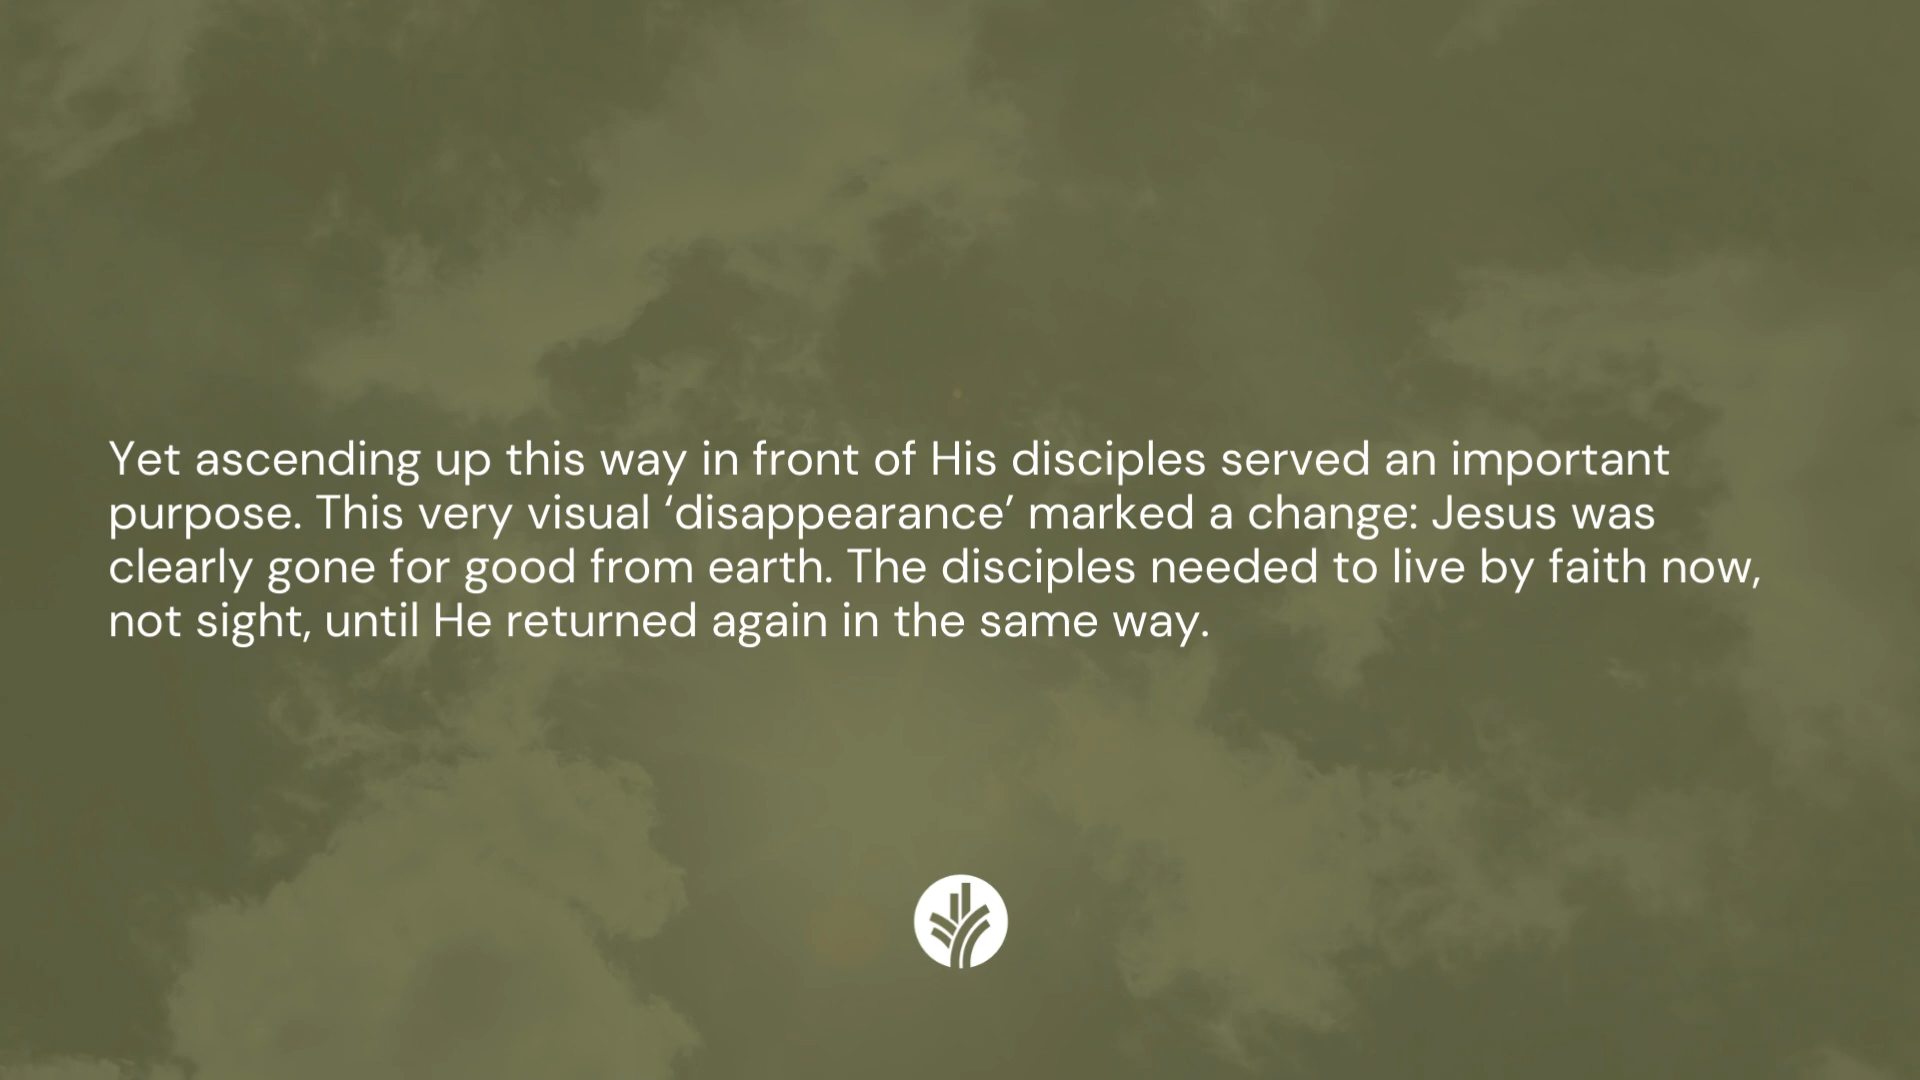 Yet ascending up this way in front of His disciples served an important
purpose. This very visual ‘disappearance’ marked a change: Jesus was
clearly gone for good from earth. The disciples needed to live by faith now,
not sight, until He returned again in the same way.